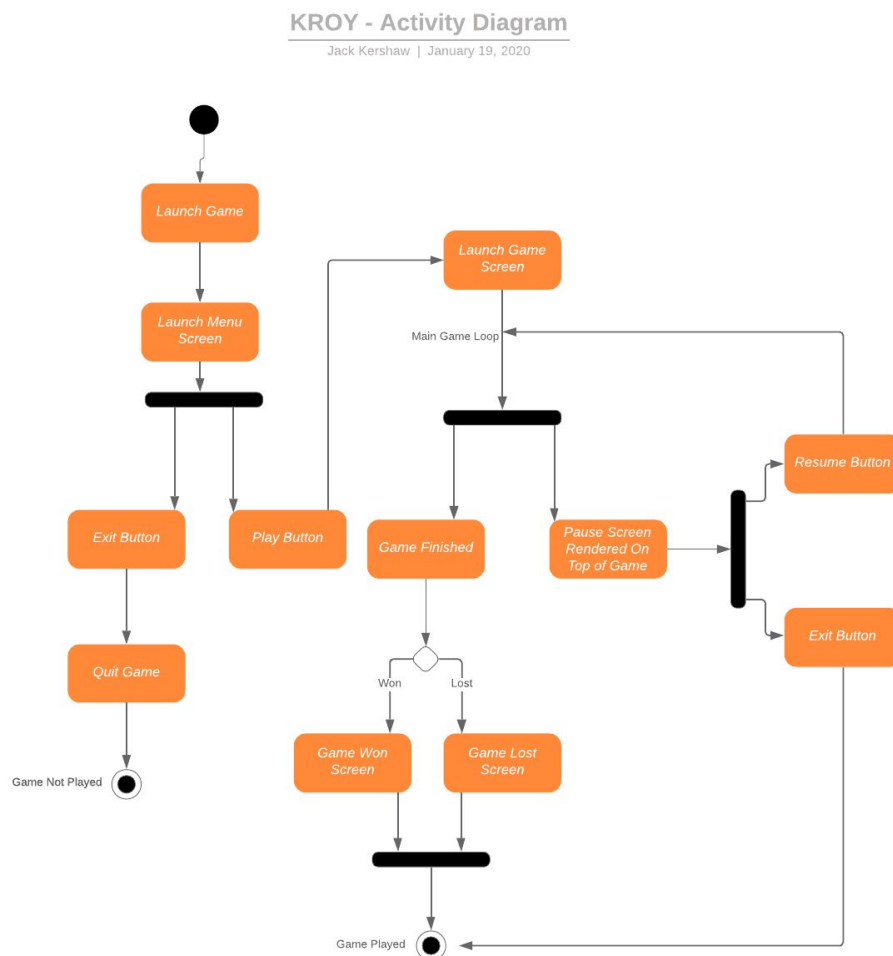 KROY - Activity Diagram
Jack Kershaw | January 19, 2020
Launch Game
Launch Menu
Screen
Exit Button
Play Button
Quit Game
Game Not Played
Launch Game
Screen
Main Game Loop
Game Finished
Pause Screen
Rendered On
Top of Game
Resume Button
Exit Button
Won
Lost
Game Won
Screen
Game Lost
Screen
Game Played